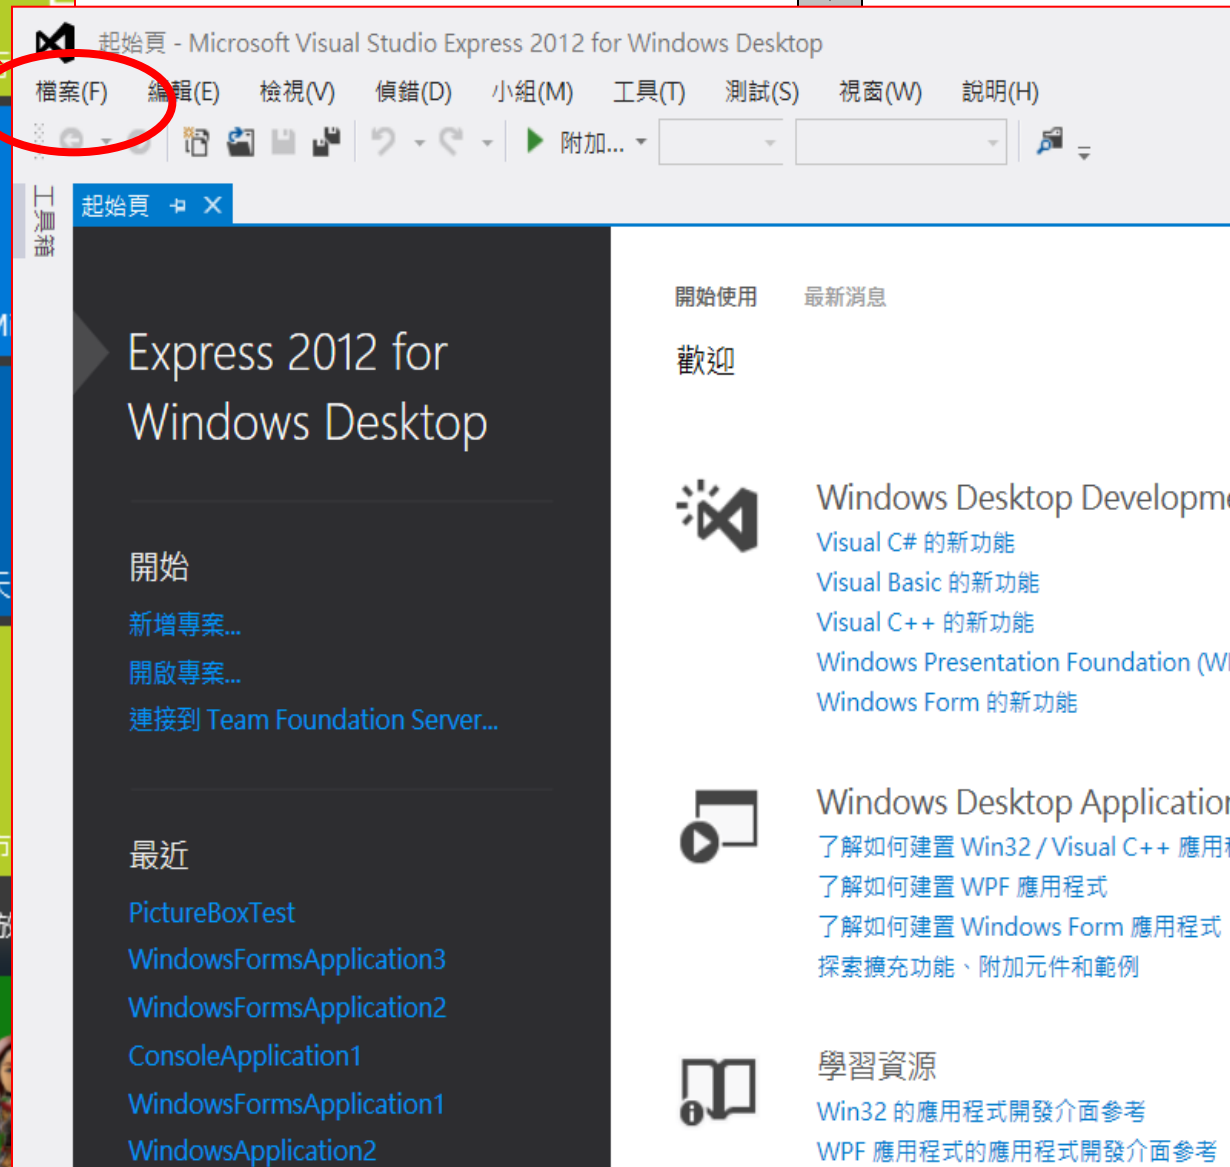 起始頁 - Microsoft Visual Studio Express 2012 for Windows Desktop
檔案(F) 編輯(E) 檢視(V) 偵錯(D) 小組(M) 工具(T) 測試(S) 視窗(W) 說明(H)
附加...
工具箱
起始頁
Express 2012 for
Windows Desktop
開始
新增專案...
開啟專案...
連接到 Team Foundation Server...
最近
PictureBoxTest
WindowsFormsApplication3
WindowsFormsApplication2
ConsoleApplication1
WindowsFormsApplication1
WindowsApplication2
開始使用 最新消息
歡迎
Windows Desktop Developm
Visual C# 的新功能
Visual Basic 的新功能
Visual C++ 的新功能
Windows Presentation Foundation (W
Windows Form 的新功能
Windows Desktop Application
了解如何建置 Win32 / Visual C++ 應用
了解如何建置 WPF 應用程式
了解如何建置 Windows Form 應用程式
探索擴充功能、附加元件和範例
學習資源
Win32 的應用程式開發介面參考
WPF 應用程式的應用程式開發介面參考